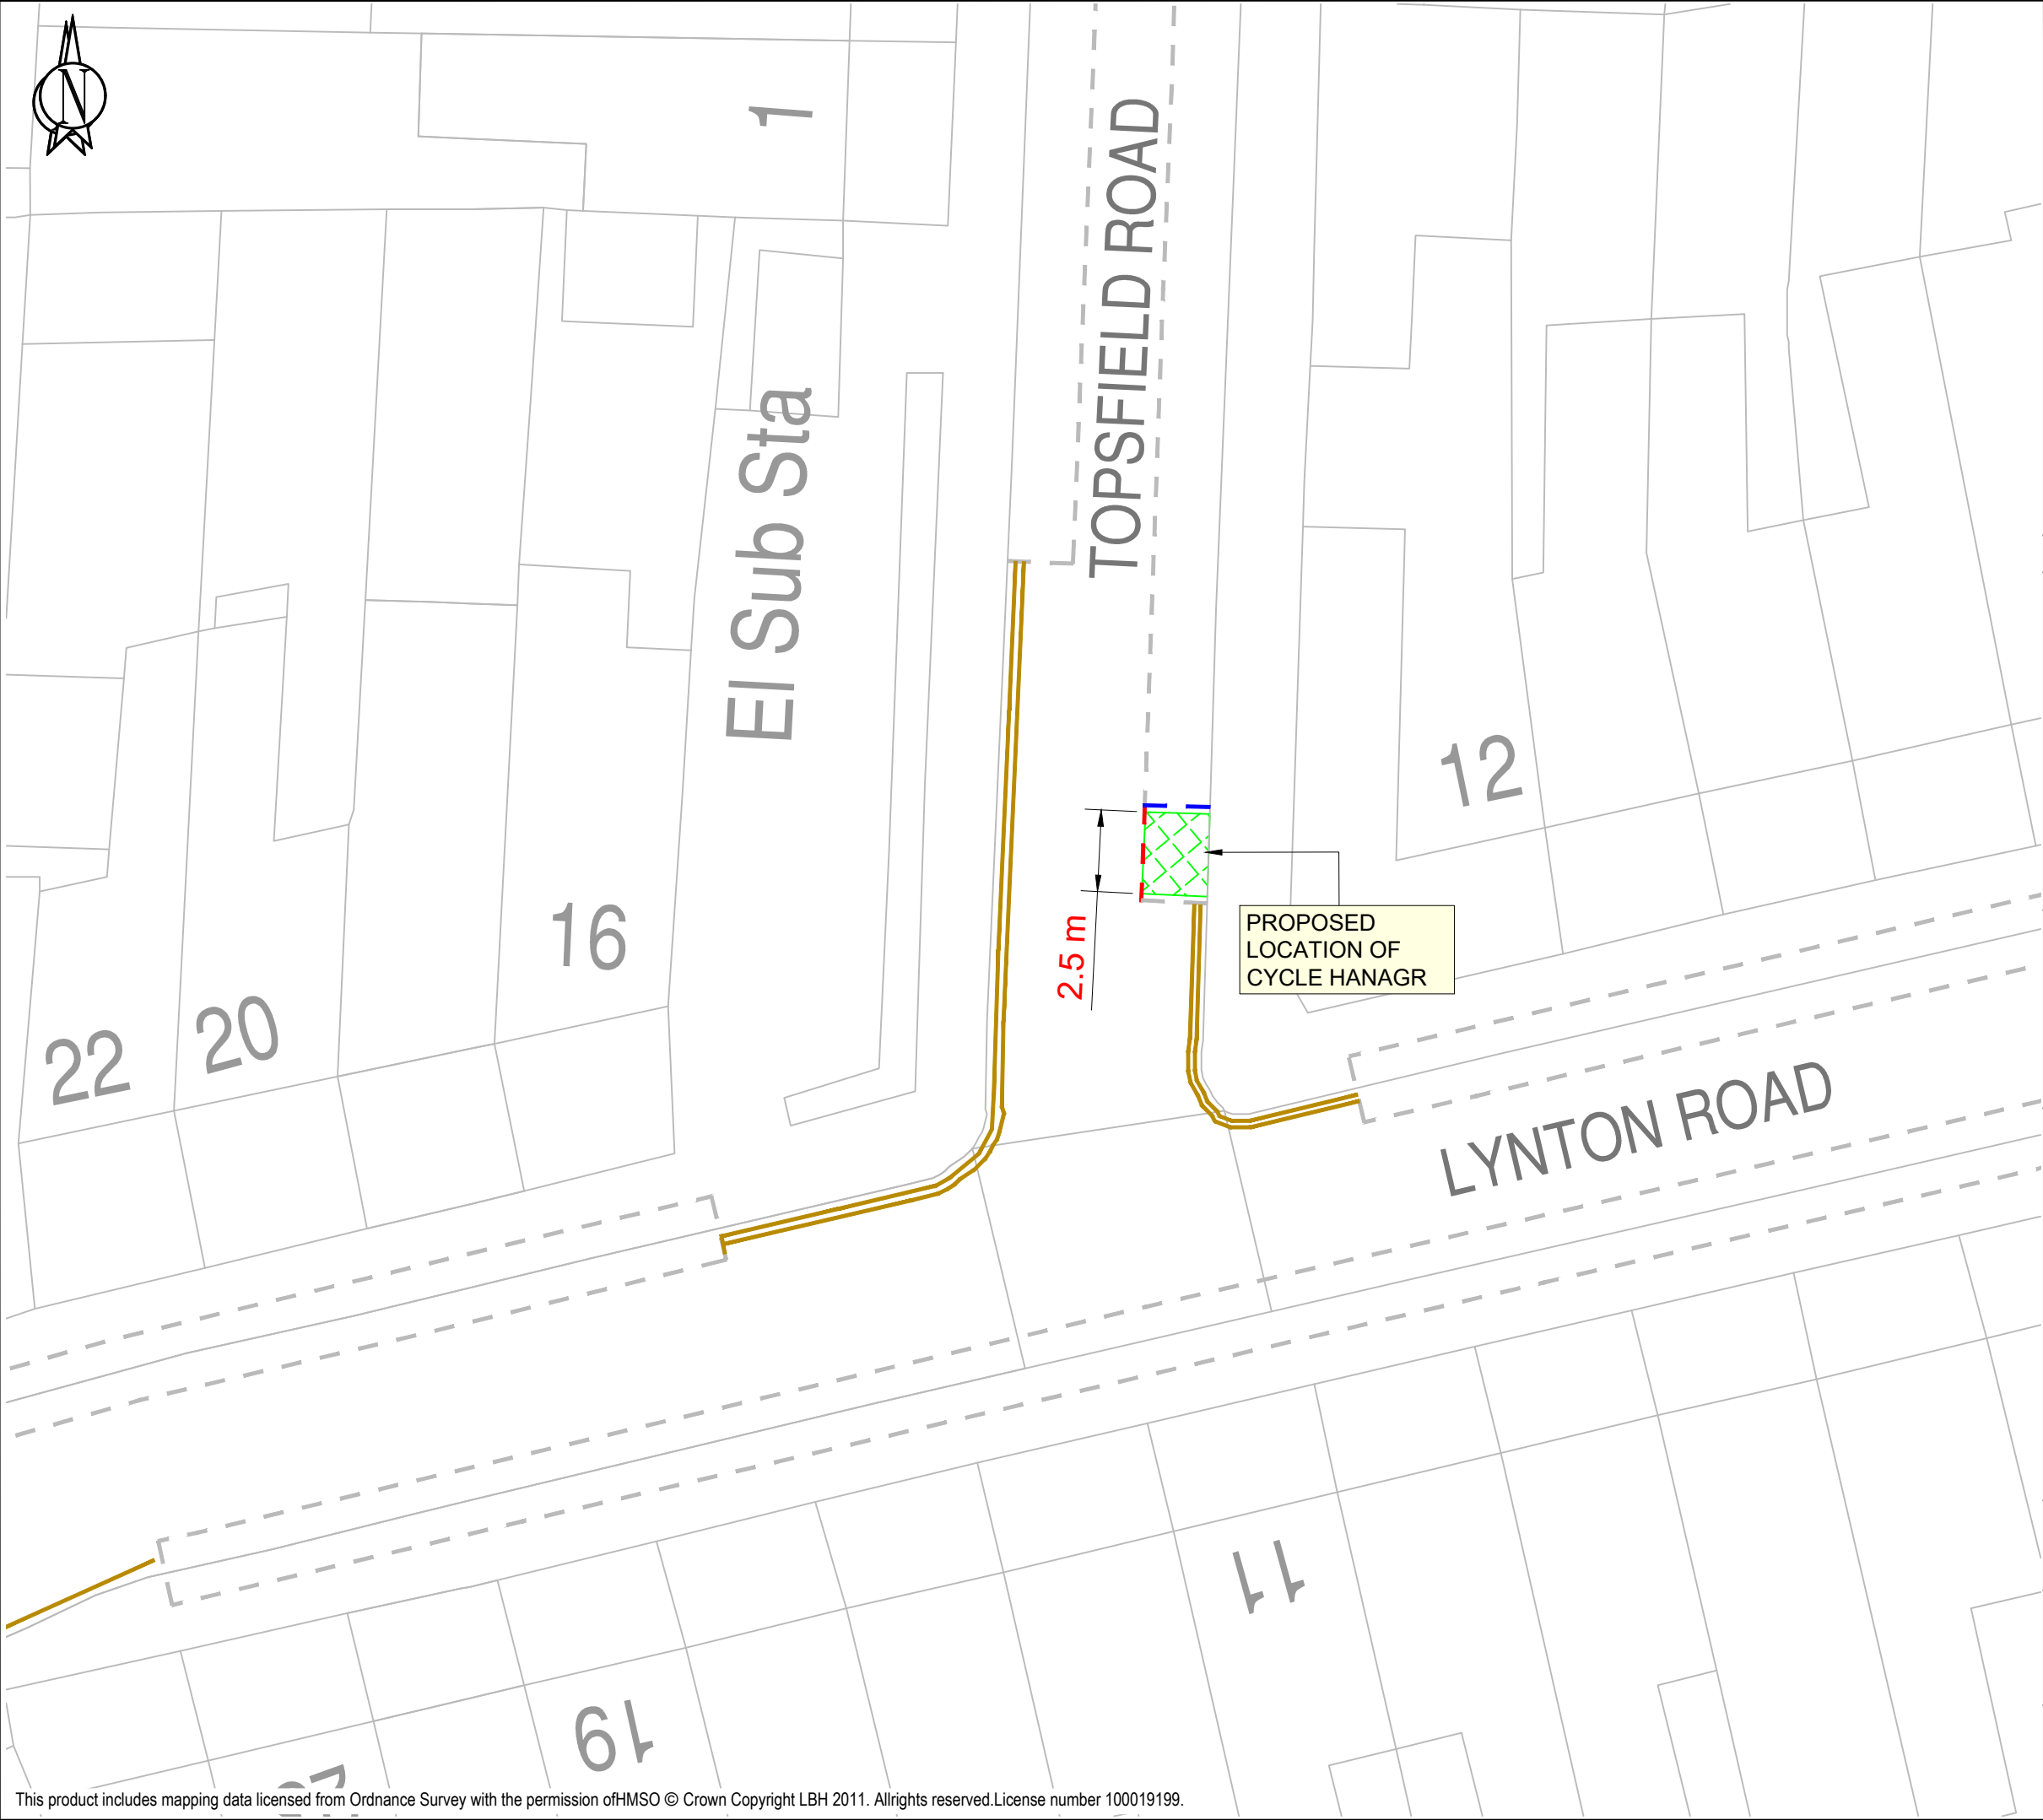 N
1
TOPSFIELD ROAD
El Sub Sta
12
16
20
22
2.5 m
PROPOSED
LOCATION OF
CYCLE HANAGR
LYNTON ROAD
11
19
This product includes mapping data licensed from Ordnance Survey with the permission ofHMSO © Crown Copyright LBH 2011. Allrights reserved.License number 100019199.